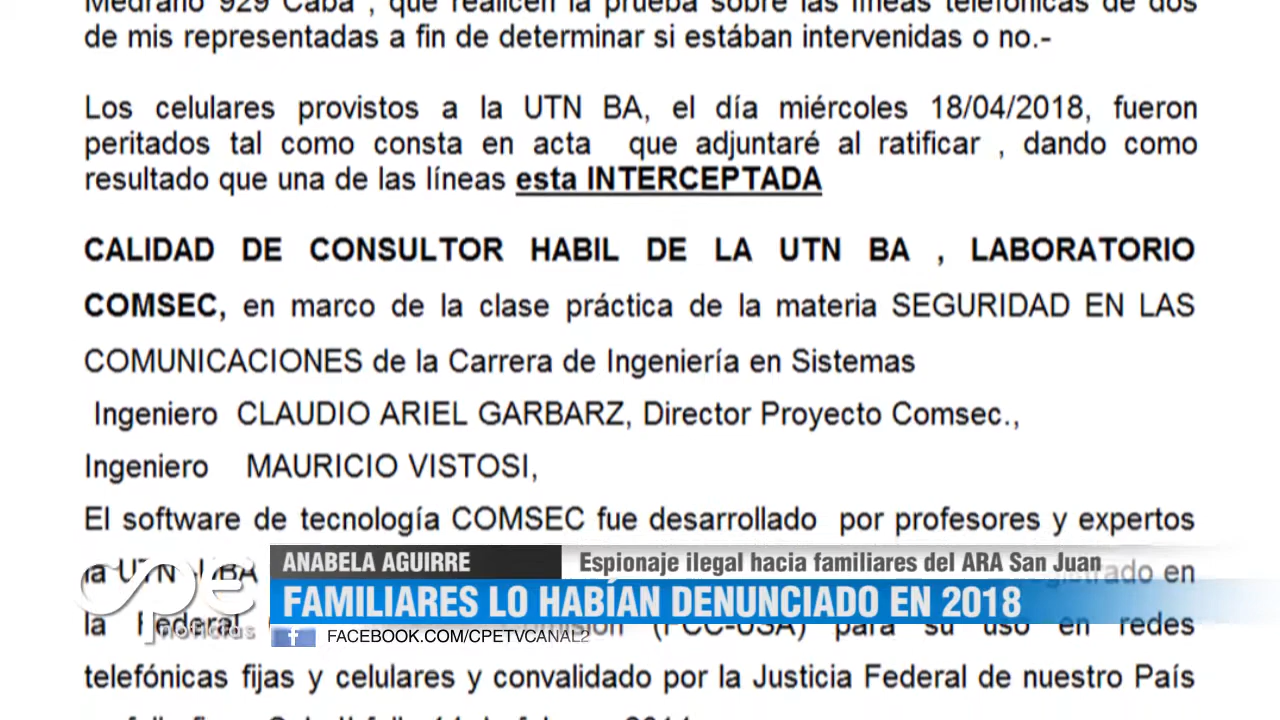 Medrano 929 Caba , que realicen la prueba sobre las líneas telefónicas de dos
de mis representadas a fin de determinar si estában intervenidas o no.-
Los celulares provistos a la UTN BA, el día miércoles 18/04/2018, fueron
peritados tal como consta en acta que adjuntaré al ratificar , dando como
resultado que una de las líneas esta INTERCEPTADA
CALIDAD DE CONSULTOR HABIL DE LA UTN BA , LABORATORIO
COMSEC, en marco de la clase práctica de la materia SEGURIDAD EN LAS
COMUNICACIONES de la Carrera de Ingeniería en Sistemas
Ingeniero CLAUDIO ARIEL GARBARZ, Director Proyecto Comsec.,
Ingeniero MAURICIO VISTOSI,
El software de tecnología COMSEC fue desarrollado por profesores y expertos
la UTN BA registrado en
la Federal (FCC-USA) para su uso en redes
telefónicas fijas y celulares y convalidado por la Justicia Federal de nuestro País
cpe
noticias
ANABELA AGUIRRE
Espionaje ilegal hacia familiares del ARA San Juan
FAMILIARES LO HABÍAN DENUNCIADO EN 2018
f FACEBOOK.COM/CPETVCANAL2